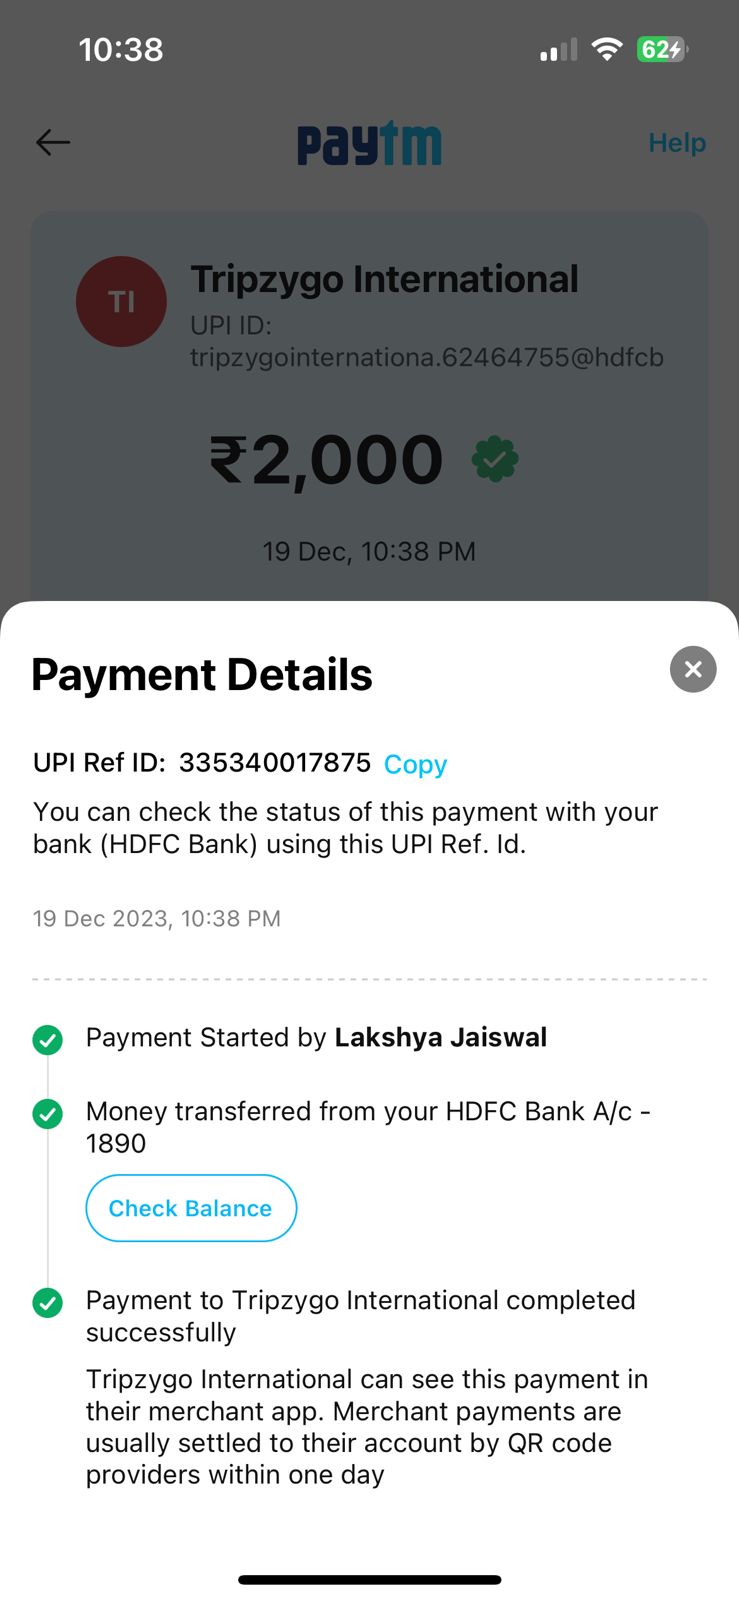 10:38
62
paytm
Help
TI
Tripzygo International
UPI ID:
tripzygointernationa.62464755@hdfcb
₹2,000
19 Dec, 10:38 PM
Payment Details
UPI Ref ID: 335340017875 Copy
You can check the status of this payment with your
bank (HDFC Bank) using this UPI Ref. Id.
19 Dec 2023, 10:38 PM
Payment Started by Lakshya Jaiswal
Money transferred from your HDFC Bank A/c -
1890
Check Balance
Payment to Tripzygo International completed
successfully
Tripzygo International can see this payment in
their merchant app. Merchant payments are
usually settled to their account by QR code
providers within one day